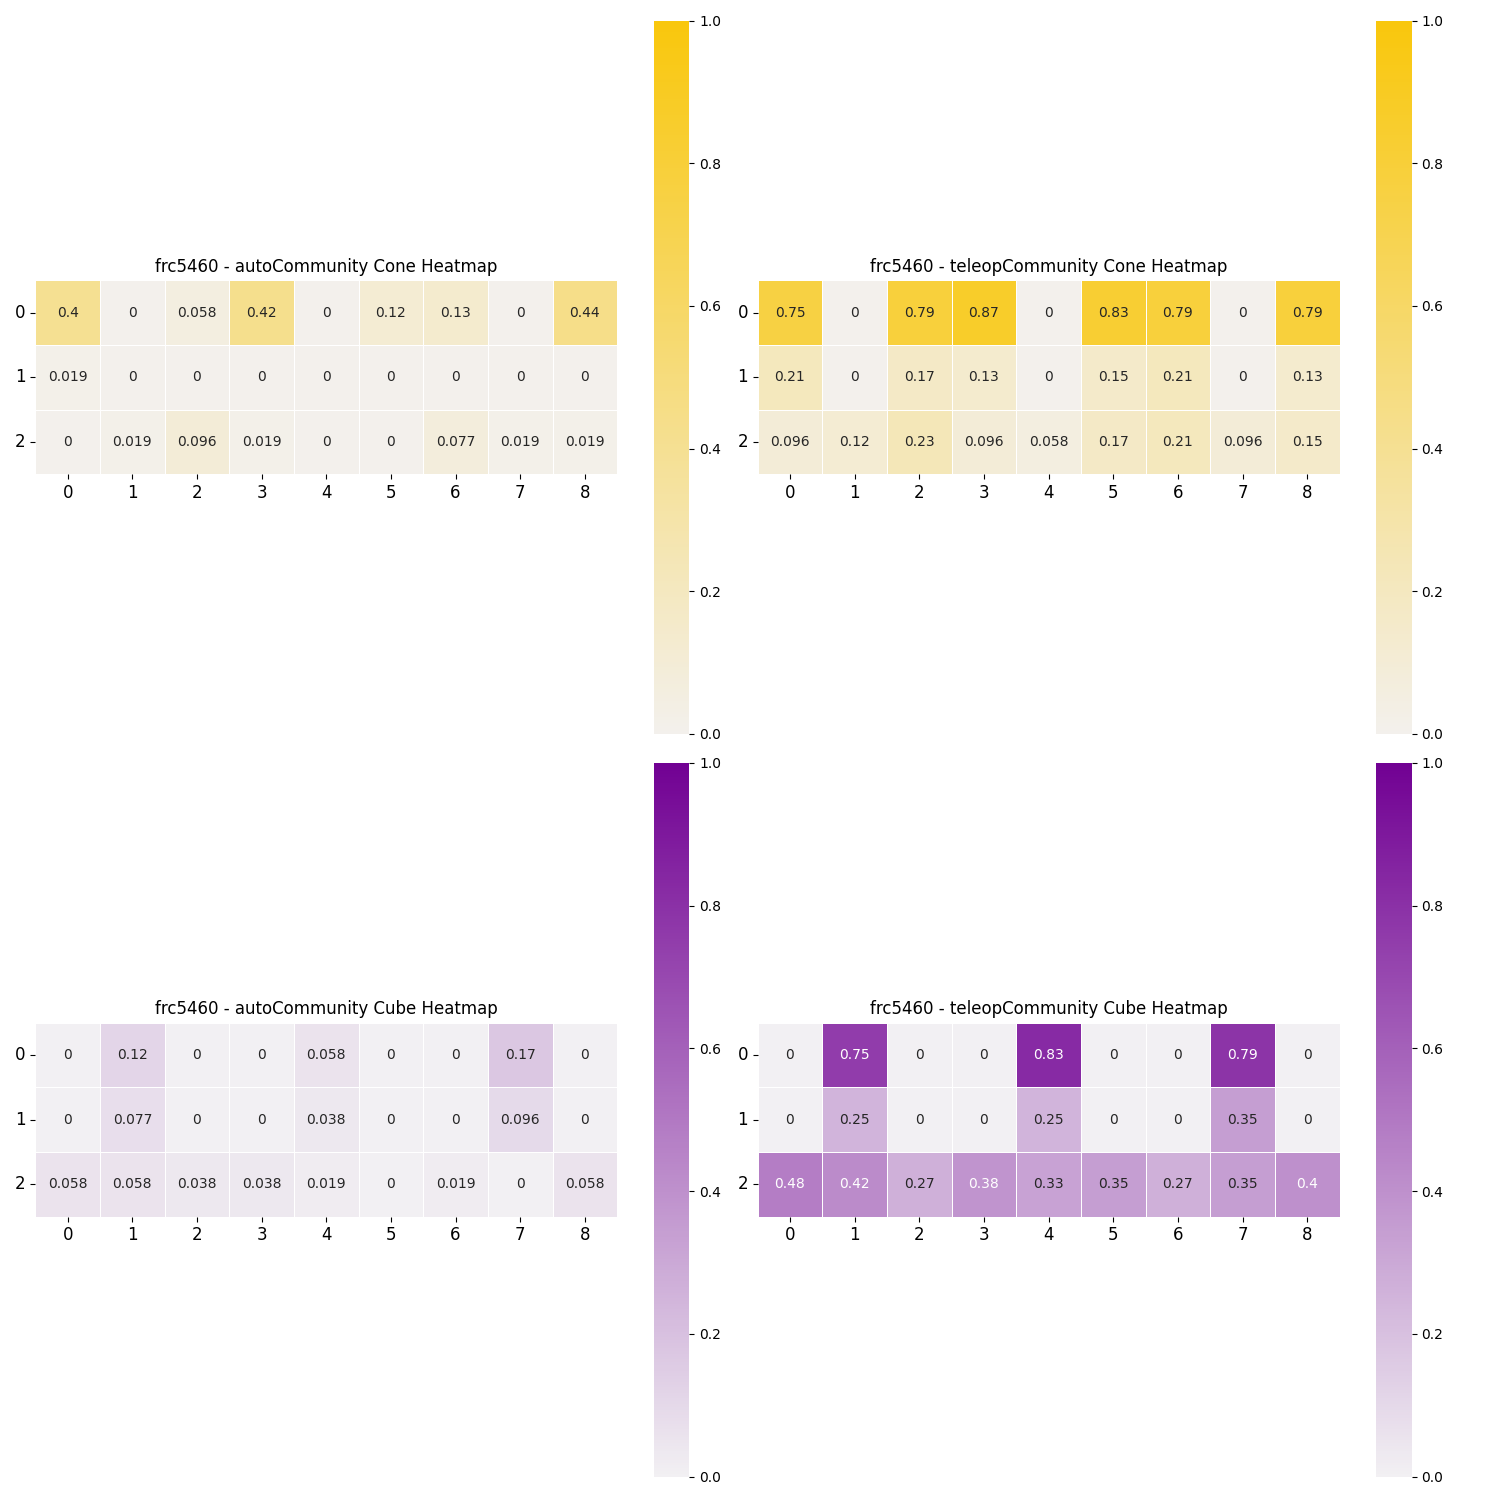 frc5460 - autoCommunity Cone Heatmap
0 0.4 0 0.058 0.42 0 0.12 0.13 0 0.44
1 0.019 0 0 0 0 0 0 0 0
2 0 0.019 0.096 0.019 0 0 0.077 0.019 0.019
0 1 2 3 4 5 6 7 8
1.0
0.8
0.6
0.4
0.2
0.0
frc5460 - teleopCommunity Cone Heatmap
0 0.75 0 0.79 0.87 0 0.83 0.79 0 0.79
1 0.21 0 0.17 0.13 0 0.15 0.21 0 0.13
2 0.096 0.12 0.23 0.096 0.058 0.17 0.21 0.096 0.15
0 1 2 3 4 5 6 7 8
1.0
0.8
0.6
0.4
0.2
0.0
frc5460 - autoCommunity Cube Heatmap
0 0 0.12 0 0 0.058 0 0 0.17 0
1 0 0.077 0 0 0.038 0 0 0.096 0
2 0.058 0.058 0.038 0.038 0.019 0 0.019 0 0.058
0 1 2 3 4 5 6 7 8
1.0
0.8
0.6
0.4
0.2
0.0
frc5460 - teleopCommunity Cube Heatmap
0 0 0.75 0 0 0.83 0 0 0.79 0
1 0 0.25 0 0 0.25 0 0 0.35 0
2 0.48 0.42 0.27 0.38 0.33 0.35 0.27 0.35 0.4
0 1 2 3 4 5 6 7 8
1.0
0.8
0.6
0.4
0.2
0.0